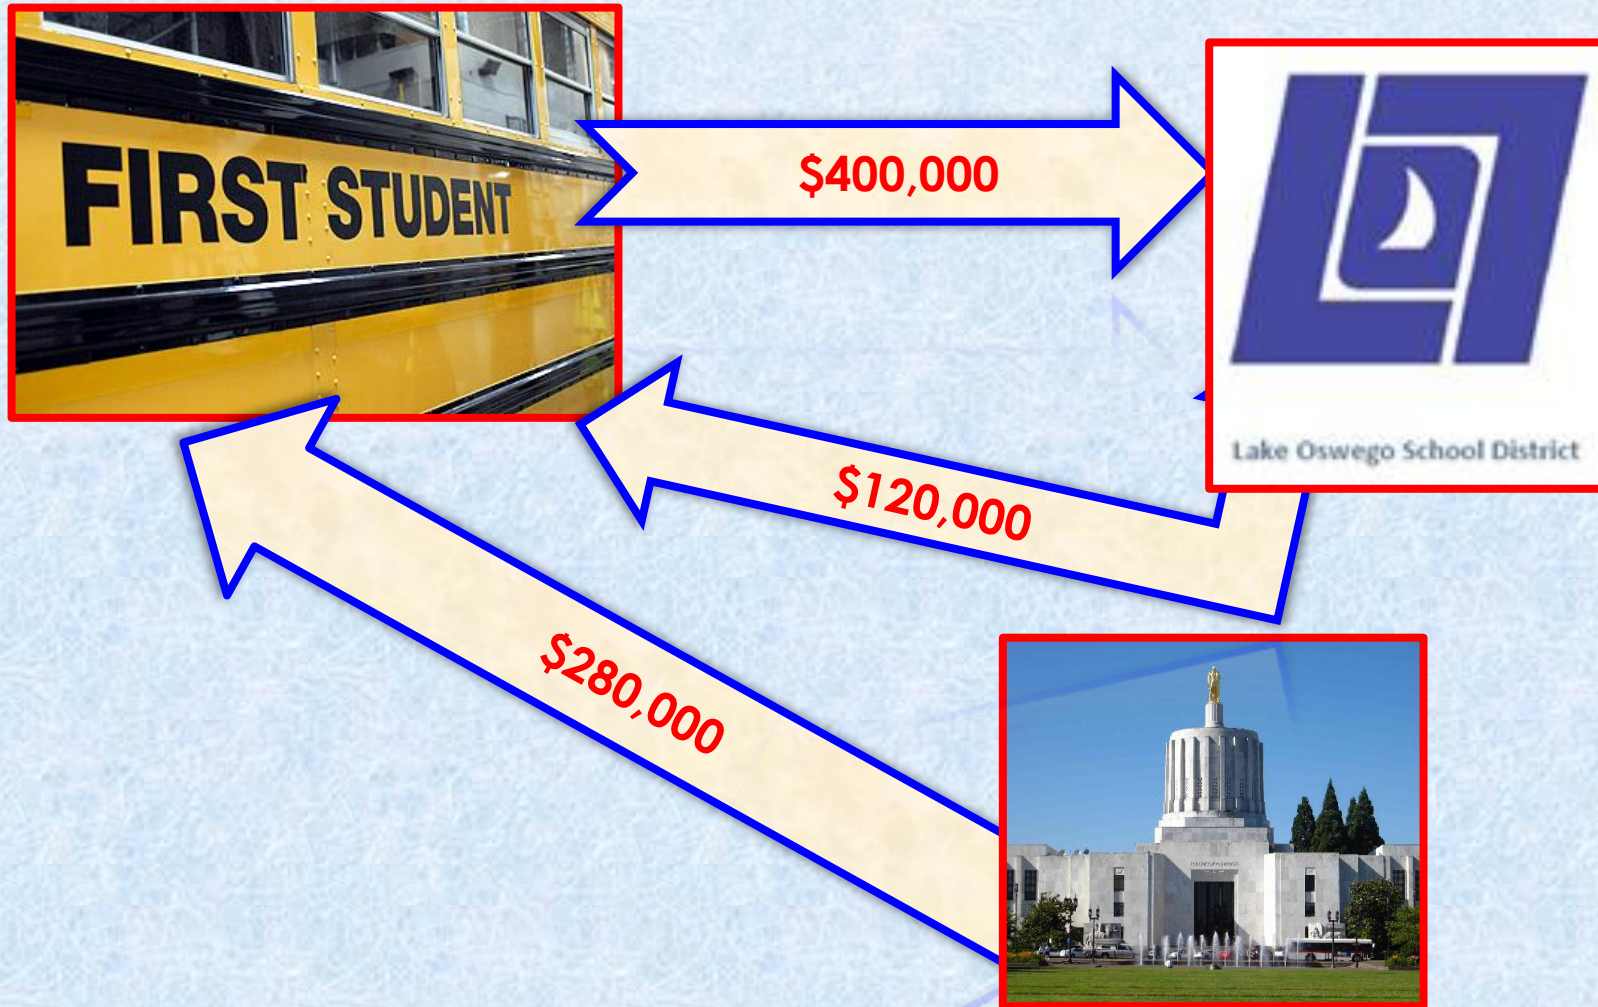 FIRST STUDENT
$400,000
Lake Oswego School District
$120,000
$280,000